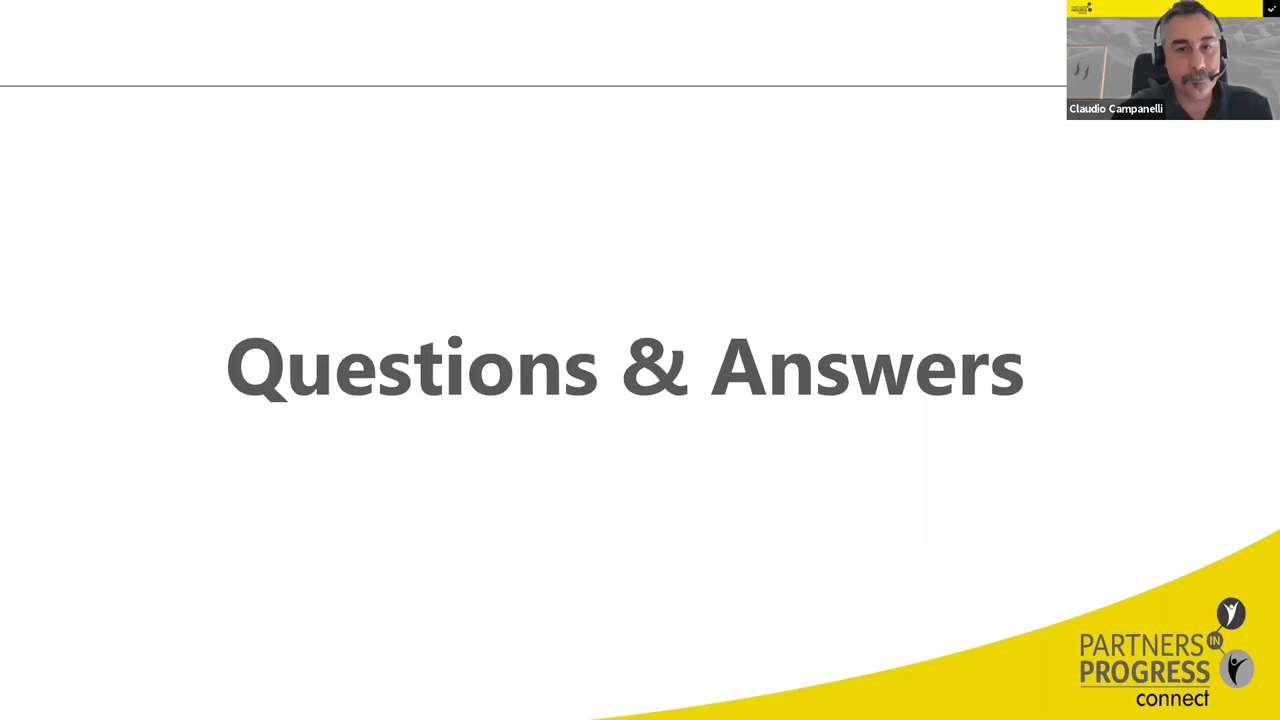 Claudio Campanelli
Questions & Answers
PARTNERS IN
PROGRESS
connect